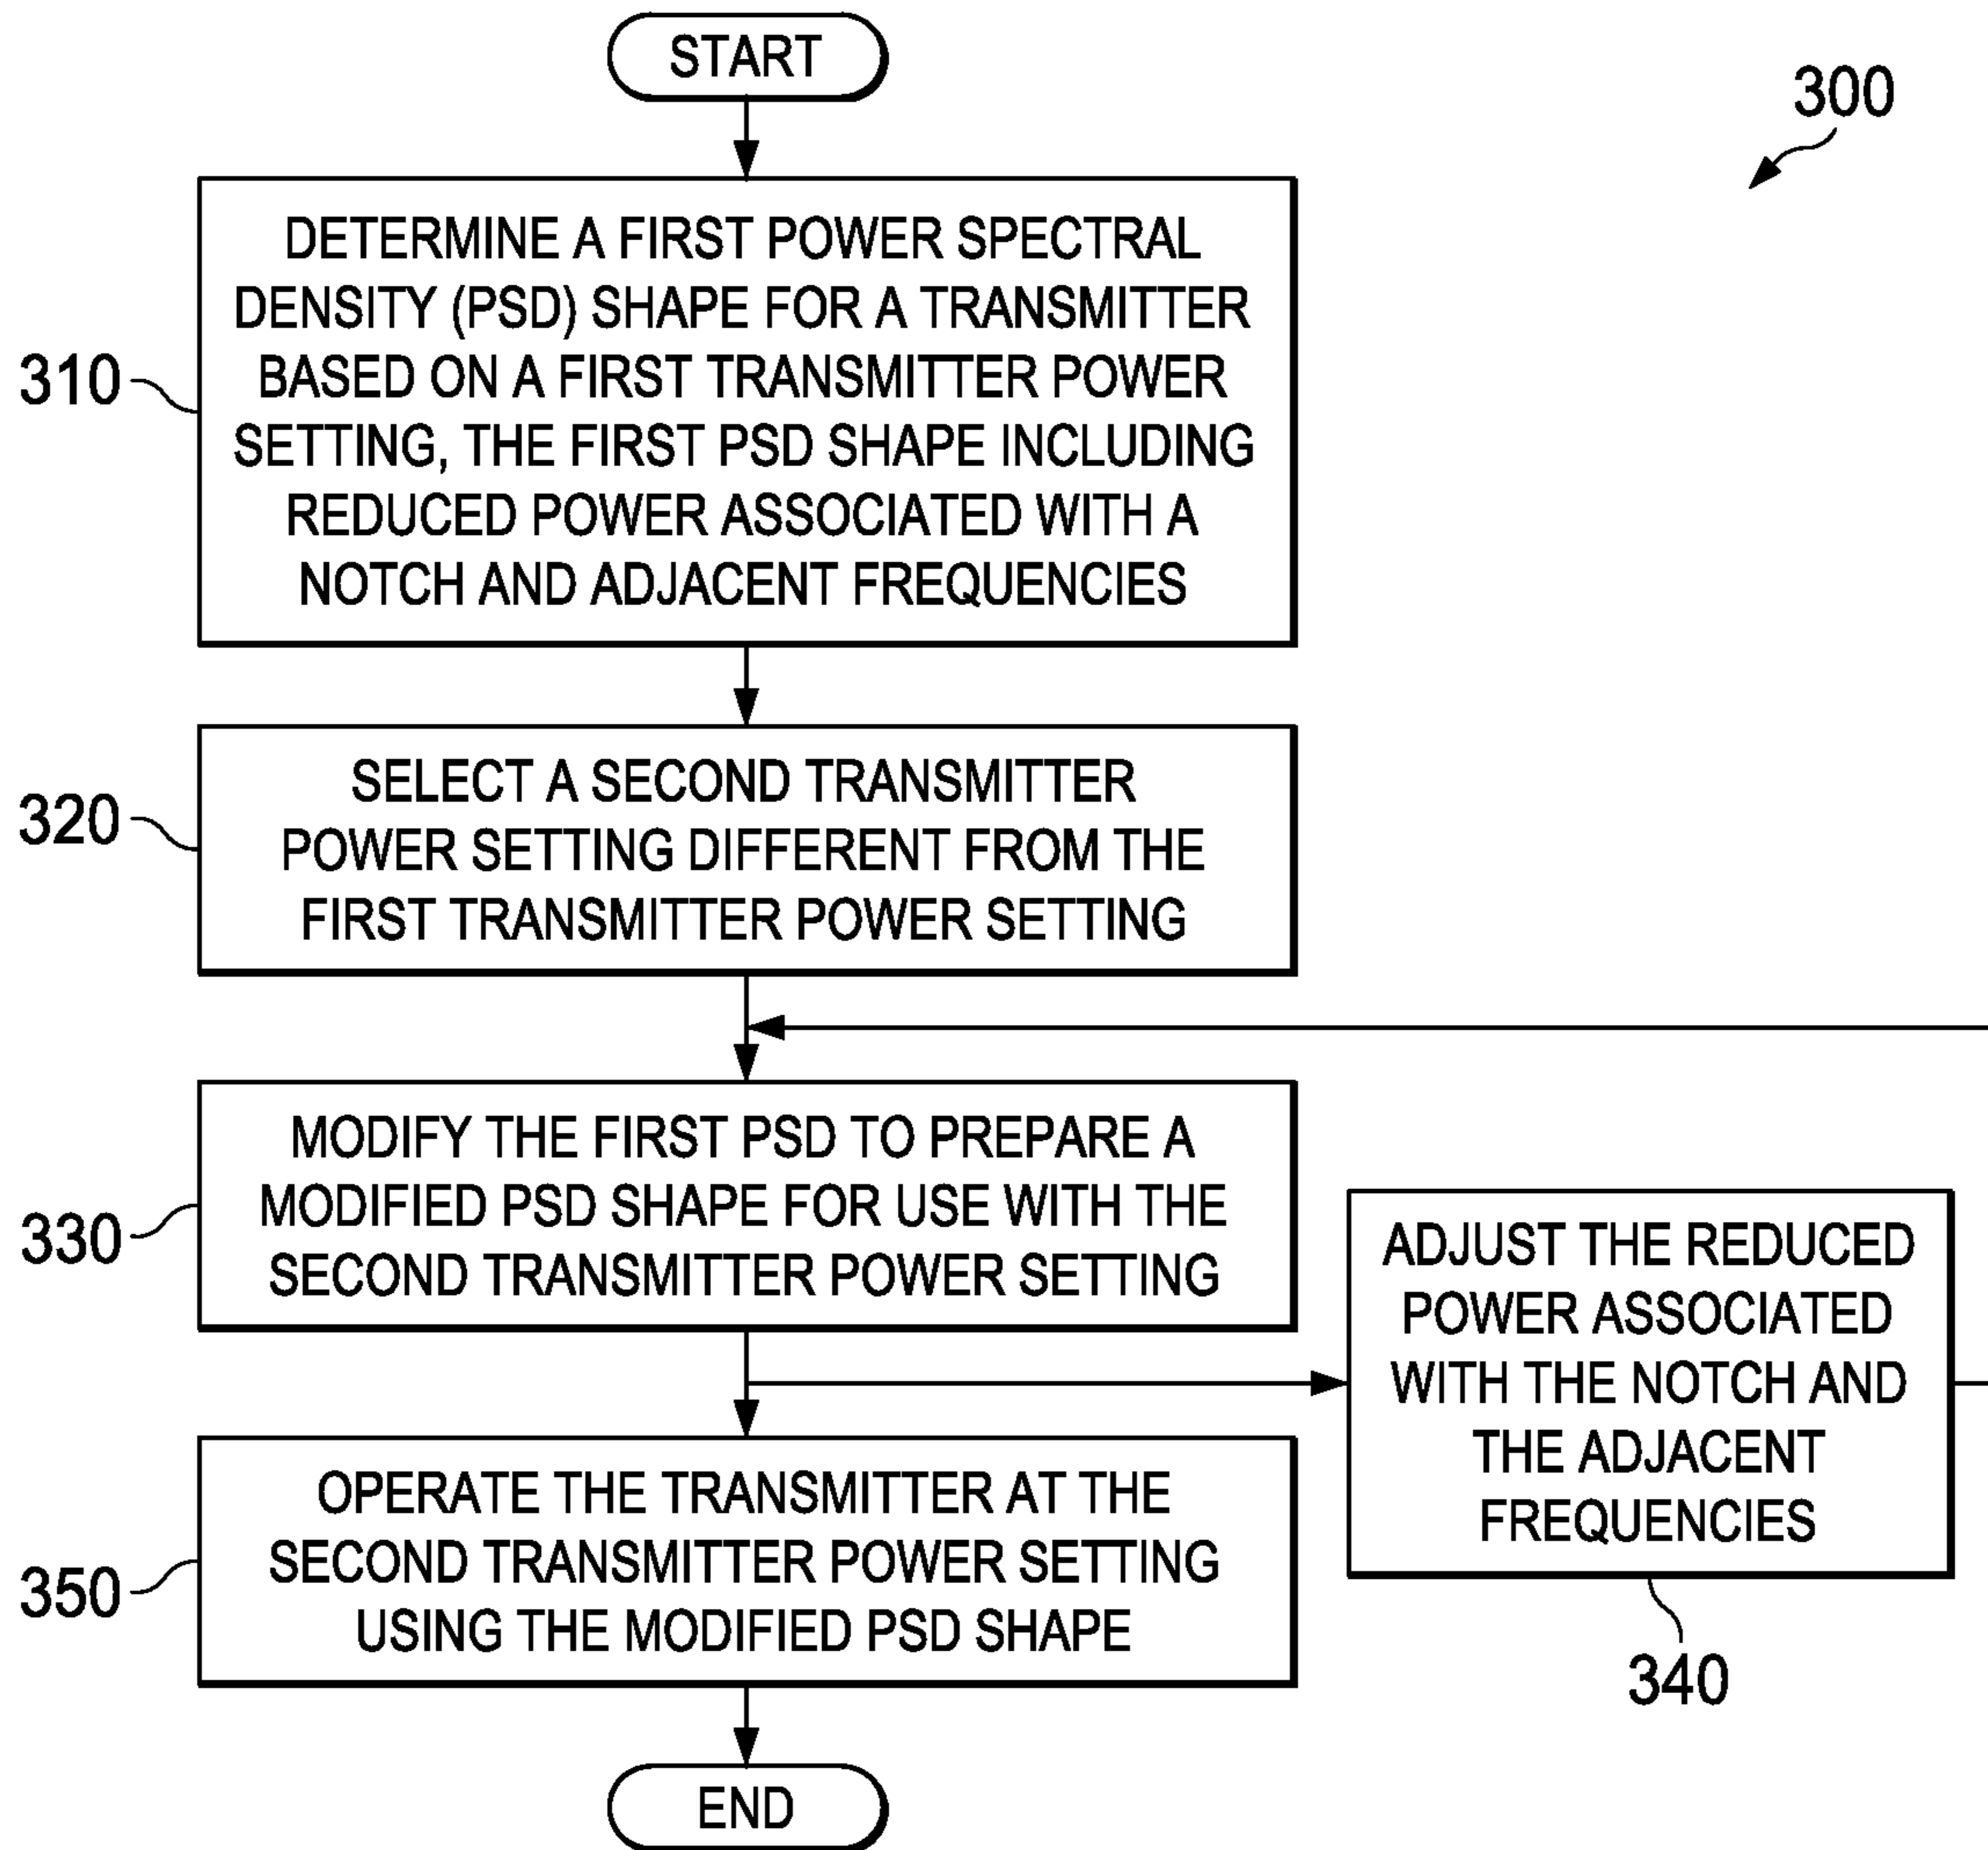 START
300
310
DETERMINE A FIRST POWER SPECTRAL
DENSITY (PSD) SHAPE FOR A TRANSMITTER
BASED ON A FIRST TRANSMITTER POWER
SETTING, THE FIRST PSD SHAPE INCLUDING
REDUCED POWER ASSOCIATED WITH A
NOTCH AND ADJACENT FREQUENCIES
320
SELECT A SECOND TRANSMITTER
POWER SETTING DIFFERENT FROM THE
FIRST TRANSMITTER POWER SETTING
330
MODIFY THE FIRST PSD TO PREPARE A
MODIFIED PSD SHAPE FOR USE WITH THE
SECOND TRANSMITTER POWER SETTING
ADJUST THE REDUCED
POWER ASSOCIATED
WITH THE NOTCH AND
THE ADJACENT
FREQUENCIES
340
350
OPERATE THE TRANSMITTER AT THE
SECOND TRANSMITTER POWER SETTING
USING THE MODIFIED PSD SHAPE
END